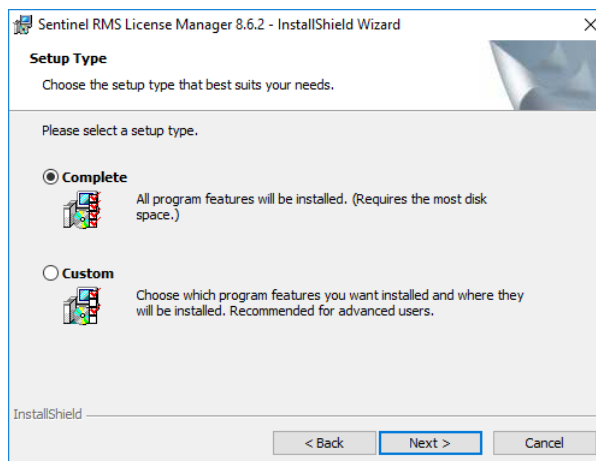 Sentinel RMS License Manager 8.6.2 - InstallShield Wizard
Setup Type
Choose the setup type that best suits your needs.
Please select a setup type.
Complete
All program features will be installed. (Requires the most disk
space.)
Custom
Choose which program features you want installed and where they
will be installed. Recommended for advanced users.
InstallShield
< Back
Next >
Cancel